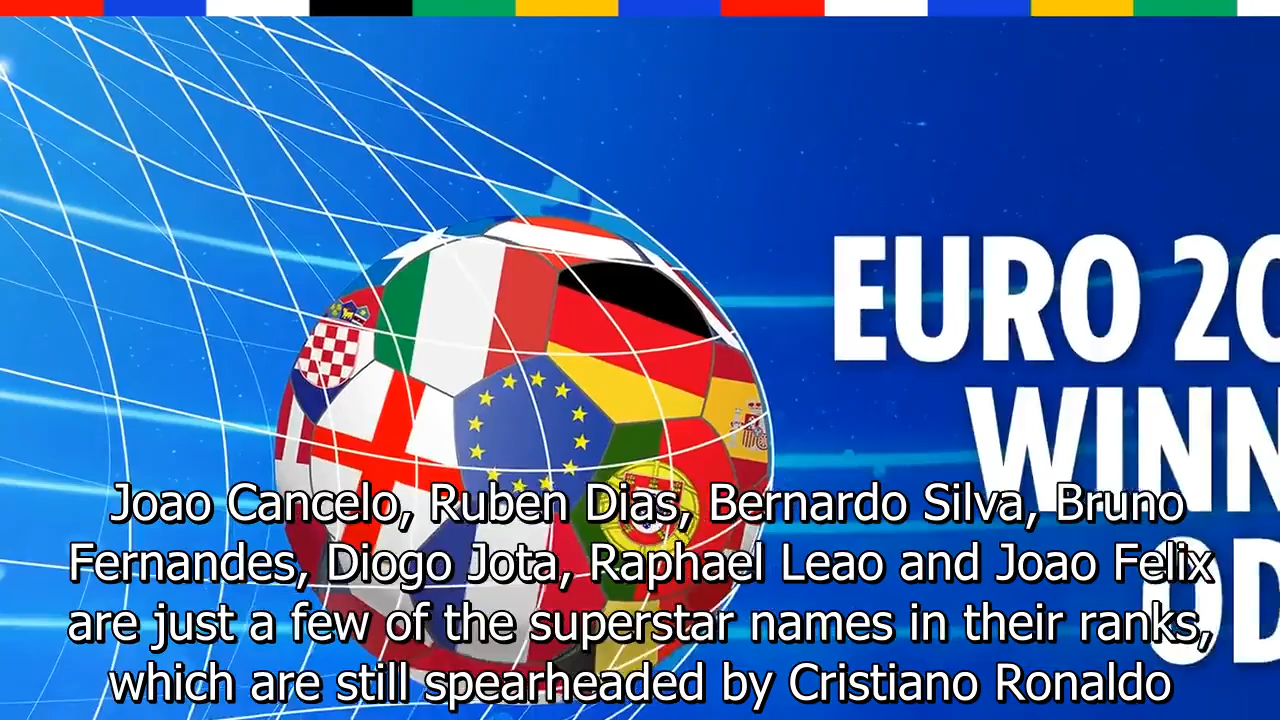 EURO 20
WINN
OD
Joao Cancelo, Ruben Dias, Bernardo Silva, Bruno
Fernandes, Diogo Jota, Raphael Leao and Joao Felix
are just a few of the superstar names in their ranks,
which are still spearheaded by Cristiano Ronaldo